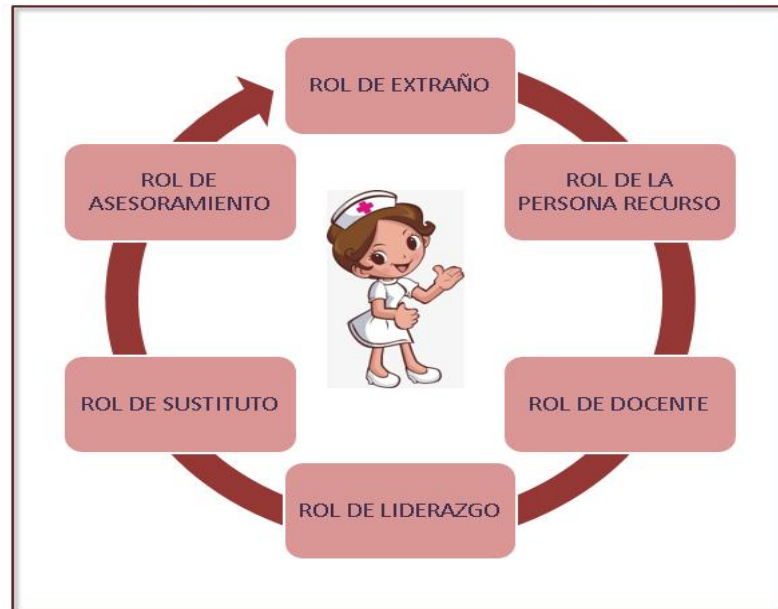 ROL DE EXTRAÑO
ROL DE LA
PERSONA RECURSO
ROL DE DOCENTE
ROL DE LIDERAZGO
ROL DE SUSTITUTO
ROL DE
ASESORAMIENTO